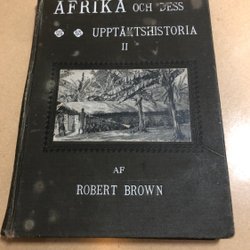 AFRIKA OCH DESS
UPPTÄKTSHISTORIA
II
AF
ROBERT BROWN